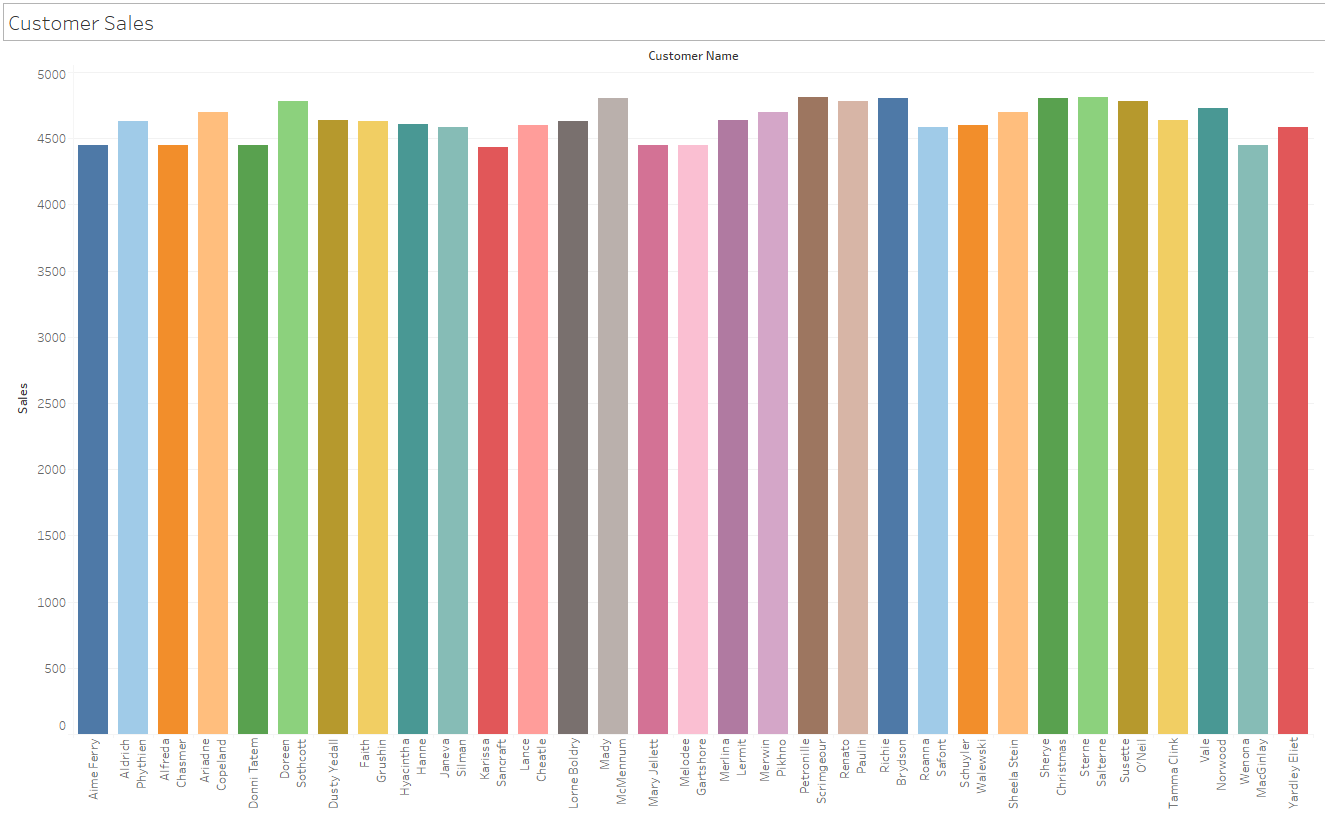 Customer Sales
Customer Name
5000
4500
4000
3500
3000
2500
2000
1500
1000
500
0
Sales
Aime Ferry
Aldrich
Phythien
Alfreda
Chasmer
Ariadne
Copeland
Donni Tatem
Doreen
Sothcott
Dusty Yedall
Faith
Grushin
Hyacintha
Hanne
Janeva
Silman
Karissa
Sancraft
Lance
Cheatle
Lorne Boldry
Mady
McMennum
Mary Jellett
Melodee
Gartshore
Merlina
Lermit
Merwin
Pikhno
Petronille
Scrimgeour
Renato
Paulin
Richie
Brydson
Roanna
Safont
Schuyler
Walewski
Sheela Stein
Sherye
Christmas
Sterne
Salterne
Susette
O'Neil
Tamma Clink
Vale
Norwood
Wenona
MacGinlay
Yardley Eliet